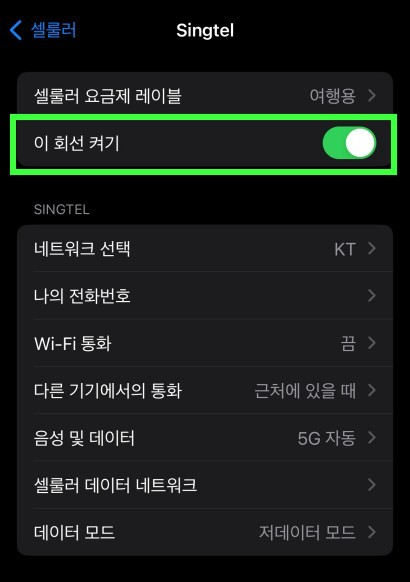 셀룰러
Singtel
셀룰러 요금제 레이블 여행용
이 회선 켜기
SINGTEL
네트워크 선택 KT
나의 전화번호
Wi-Fi 통화 끔
다른 기기에서의 통화 근처에 있을 때
음성 및 데이터 5G 자동
셀룰러 데이터 네트워크
데이터 모드 저데이터 모드